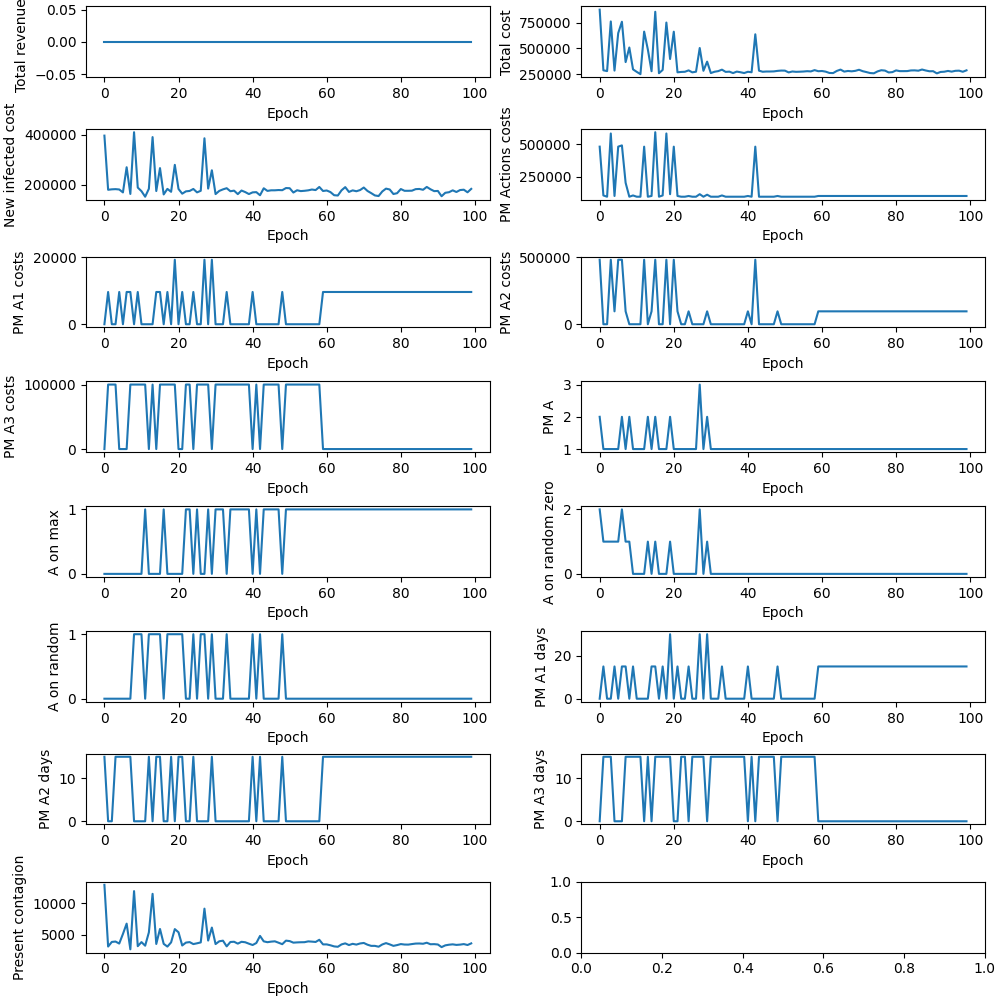 Total revenue
0.05
0.00
−0.05
0 20 40 60 80 100
Epoch
Total cost
750000
500000
250000
0 20 40 60 80 100
Epoch
New infected cost
400000
200000
0 20 40 60 80 100
Epoch
PM Actions costs
500000
250000
0 20 40 60 80 100
Epoch
PM A1 costs
20000
0
0 20 40 60 80 100
Epoch
PM A2 costs
500000
0
0 20 40 60 80 100
Epoch
PM A3 costs
100000
0
0 20 40 60 80 100
Epoch
PM A
3
2
1
0 20 40 60 80 100
Epoch
A on max
1
0
0 20 40 60 80 100
Epoch
A on random zero
2
0
0 20 40 60 80 100
Epoch
A on random
1
0
0 20 40 60 80 100
Epoch
PM A1 days
20
0
0 20 40 60 80 100
Epoch
PM A2 days
10
0
0 20 40 60 80 100
Epoch
PM A3 days
10
0
0 20 40 60 80 100
Epoch
Present contagion
10000
5000
0 20 40 60 80 100
Epoch
1.0
0.5
0.0
0.0 0.2 0.4 0.6 0.8 1.0